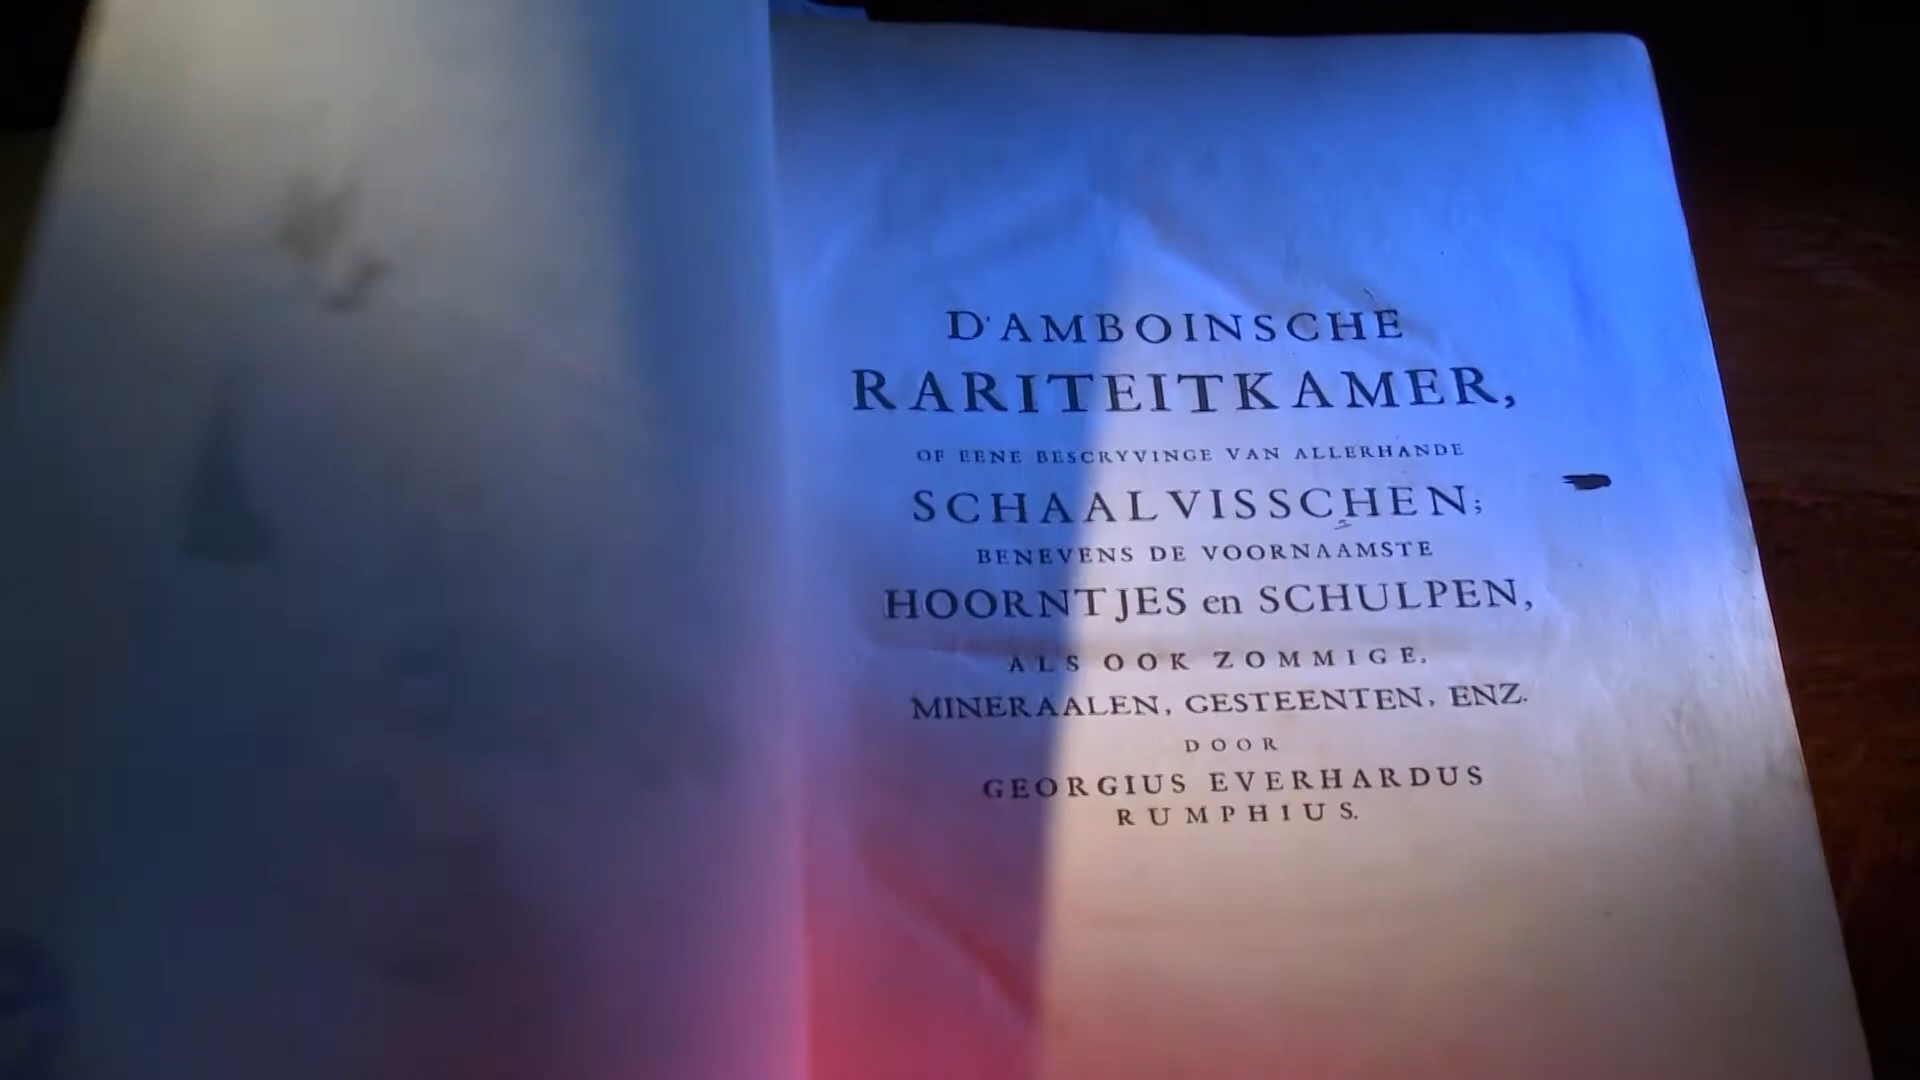 D'AMBOINSCHE
RARITEITKAMER,
OF EENE BESCRYVINGE VAN ALLERHANDE
SCHAALVISSCHEN;
BENEVENS DE VOORNAAMSTE
HOORNTJES en SCHULPEN,
ALS OOK ZOMMIGE,
MINERAALEN, GESTEENTEN, ENZ.
DOOR
GEORGIUS EVERHARDUS
RUMPHIUS.